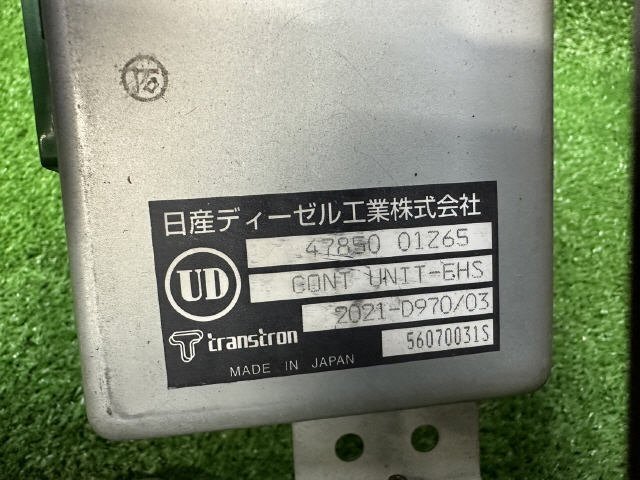 日産ディーゼル工業株式会社
47850 01Z65
UD
CONT UNIT-EHS
2021-D970/03
transtron
56070031S
MADE IN JAPAN